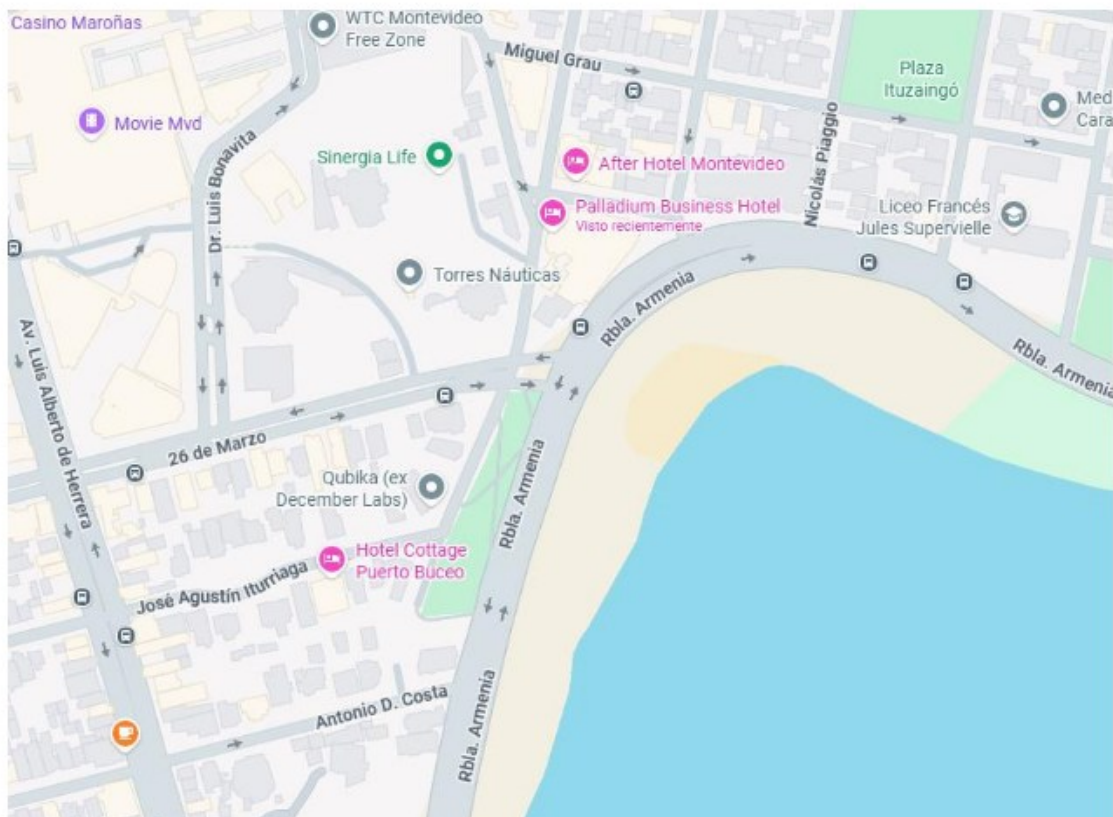 Casino Maroñas
WTC Montevideo
Free Zone
Miguel Grau
Plaza
Ituzaingó
Med
Cara
Movie Mvd
Dr. Luis Bonavita
Sinergia Life
After Hotel Montevideo
Nicolás Piaggio
Palladium Business Hotel
Visto recientemente
Liceo Francés
Jules Supervielle
Torres Náuticas
Rbla. Armenia
Rbla. Armenia
Av. Luis Alberto de Herrera
26 de Marzo
Qubika (ex
December Labs)
Rbla. Armenia
Hotel Cottage
Puerto Buceo
José Agustín Iturriaga
Antonio D. Costa
Rbla. Armenia